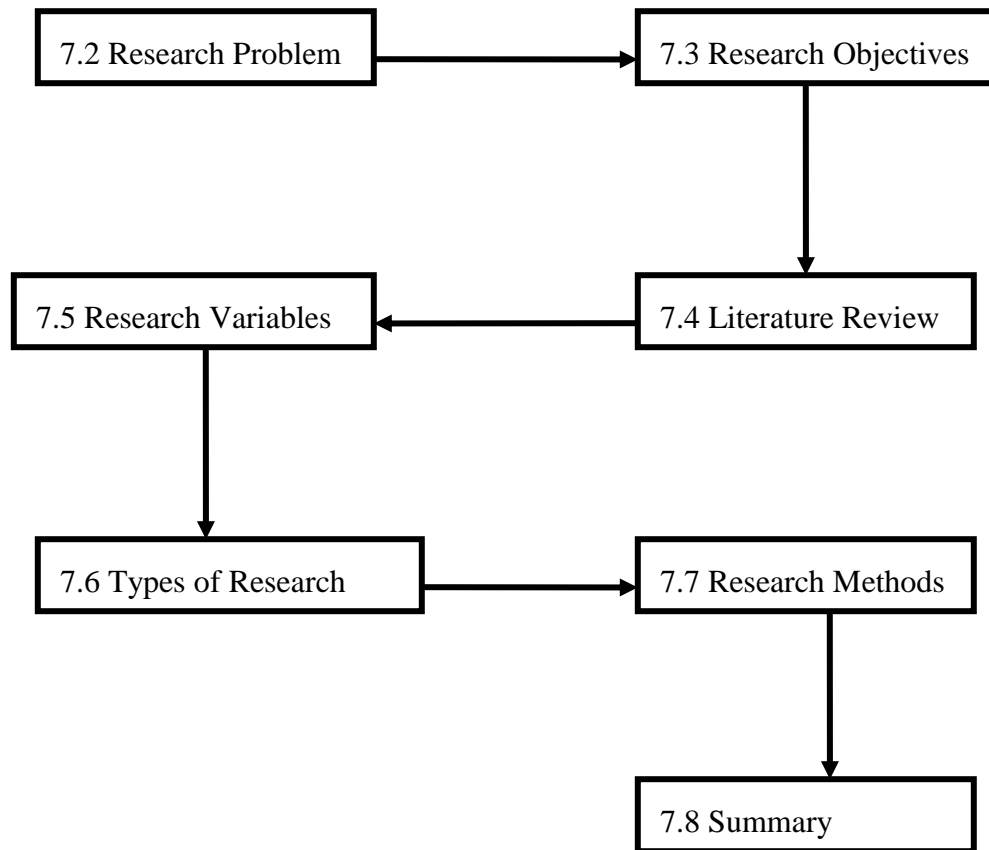 7.2 Research Problem
7.3 Research Objectives
7.4 Literature Review
7.5 Research Variables
7.6 Types of Research
7.7 Research Methods
7.8 Summary